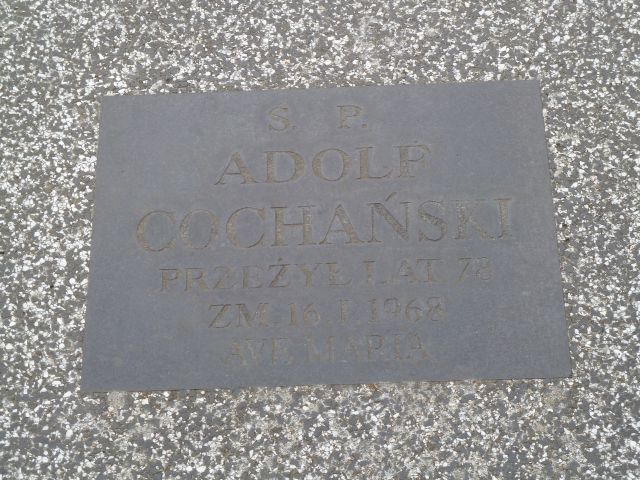 Ś. P.
ADOLF
COCHAŃSKI
PRZEŻYŁ LAT 78
ZM. 16. I. 1968
AVE MARIA